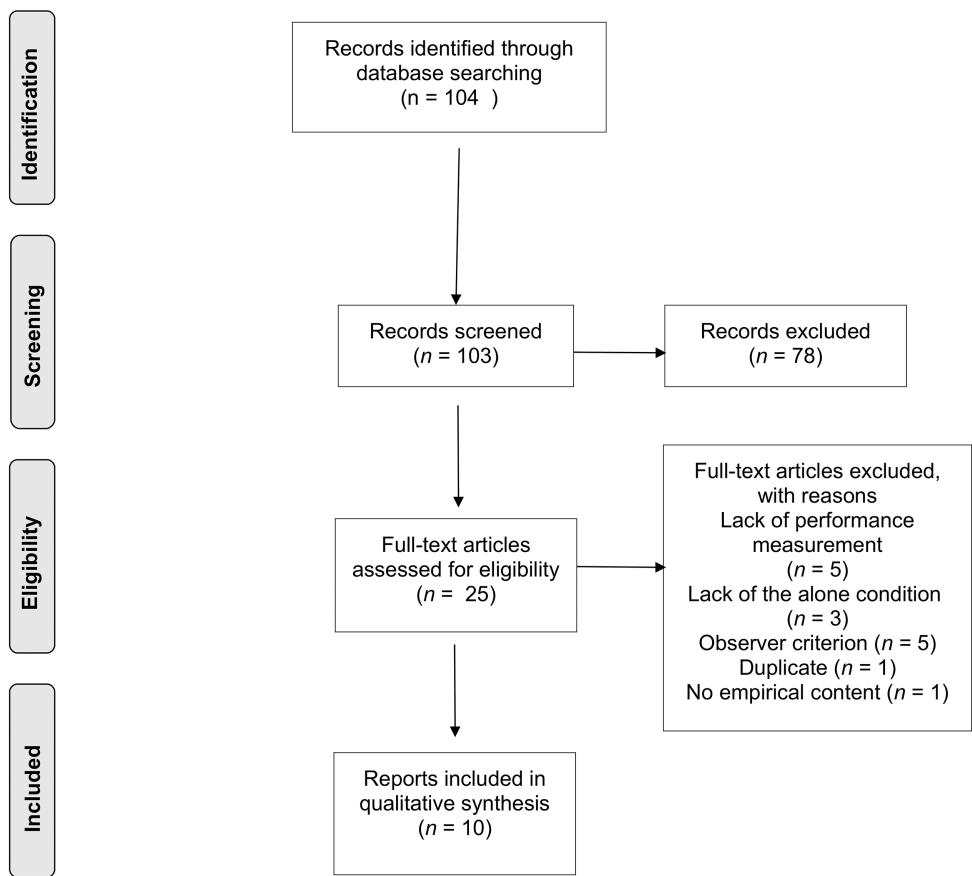 Identification
Records identified through
database searching
(n = 104  )
Screening
Records screened
(n = 103)
Records excluded
(n = 78)
Eligibility
Full-text articles
assessed for eligibility
(n =  25)
Full-text articles excluded,
with reasons
Lack of performance
measurement
(n = 5)
Lack of the alone condition
(n = 3)
Observer criterion (n = 5)
Duplicate (n = 1)
No empirical content (n = 1)
Included
Reports included in
qualitative synthesis
(n = 10)